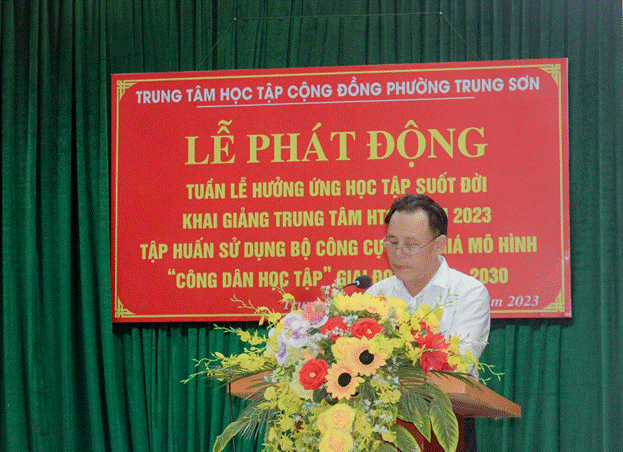 TRUNG TÂM HỌC TẬP CỘNG ĐỒNG PHƯỜNG TRUNG SƠN
LỄ PHÁT ĐỘNG
TUẦN LỄ HƯỞNG ỨNG HỌC TẬP SUỐT ĐỜI
KHAI GIẢNG TRUNG TÂM HT 2023
TẬP HUẤN SỬ DỤNG BỘ CÔNG CỤ GIÁ MÔ HÌNH
“CÔNG DÂN HỌC TẬP” GIAI 2030
2023